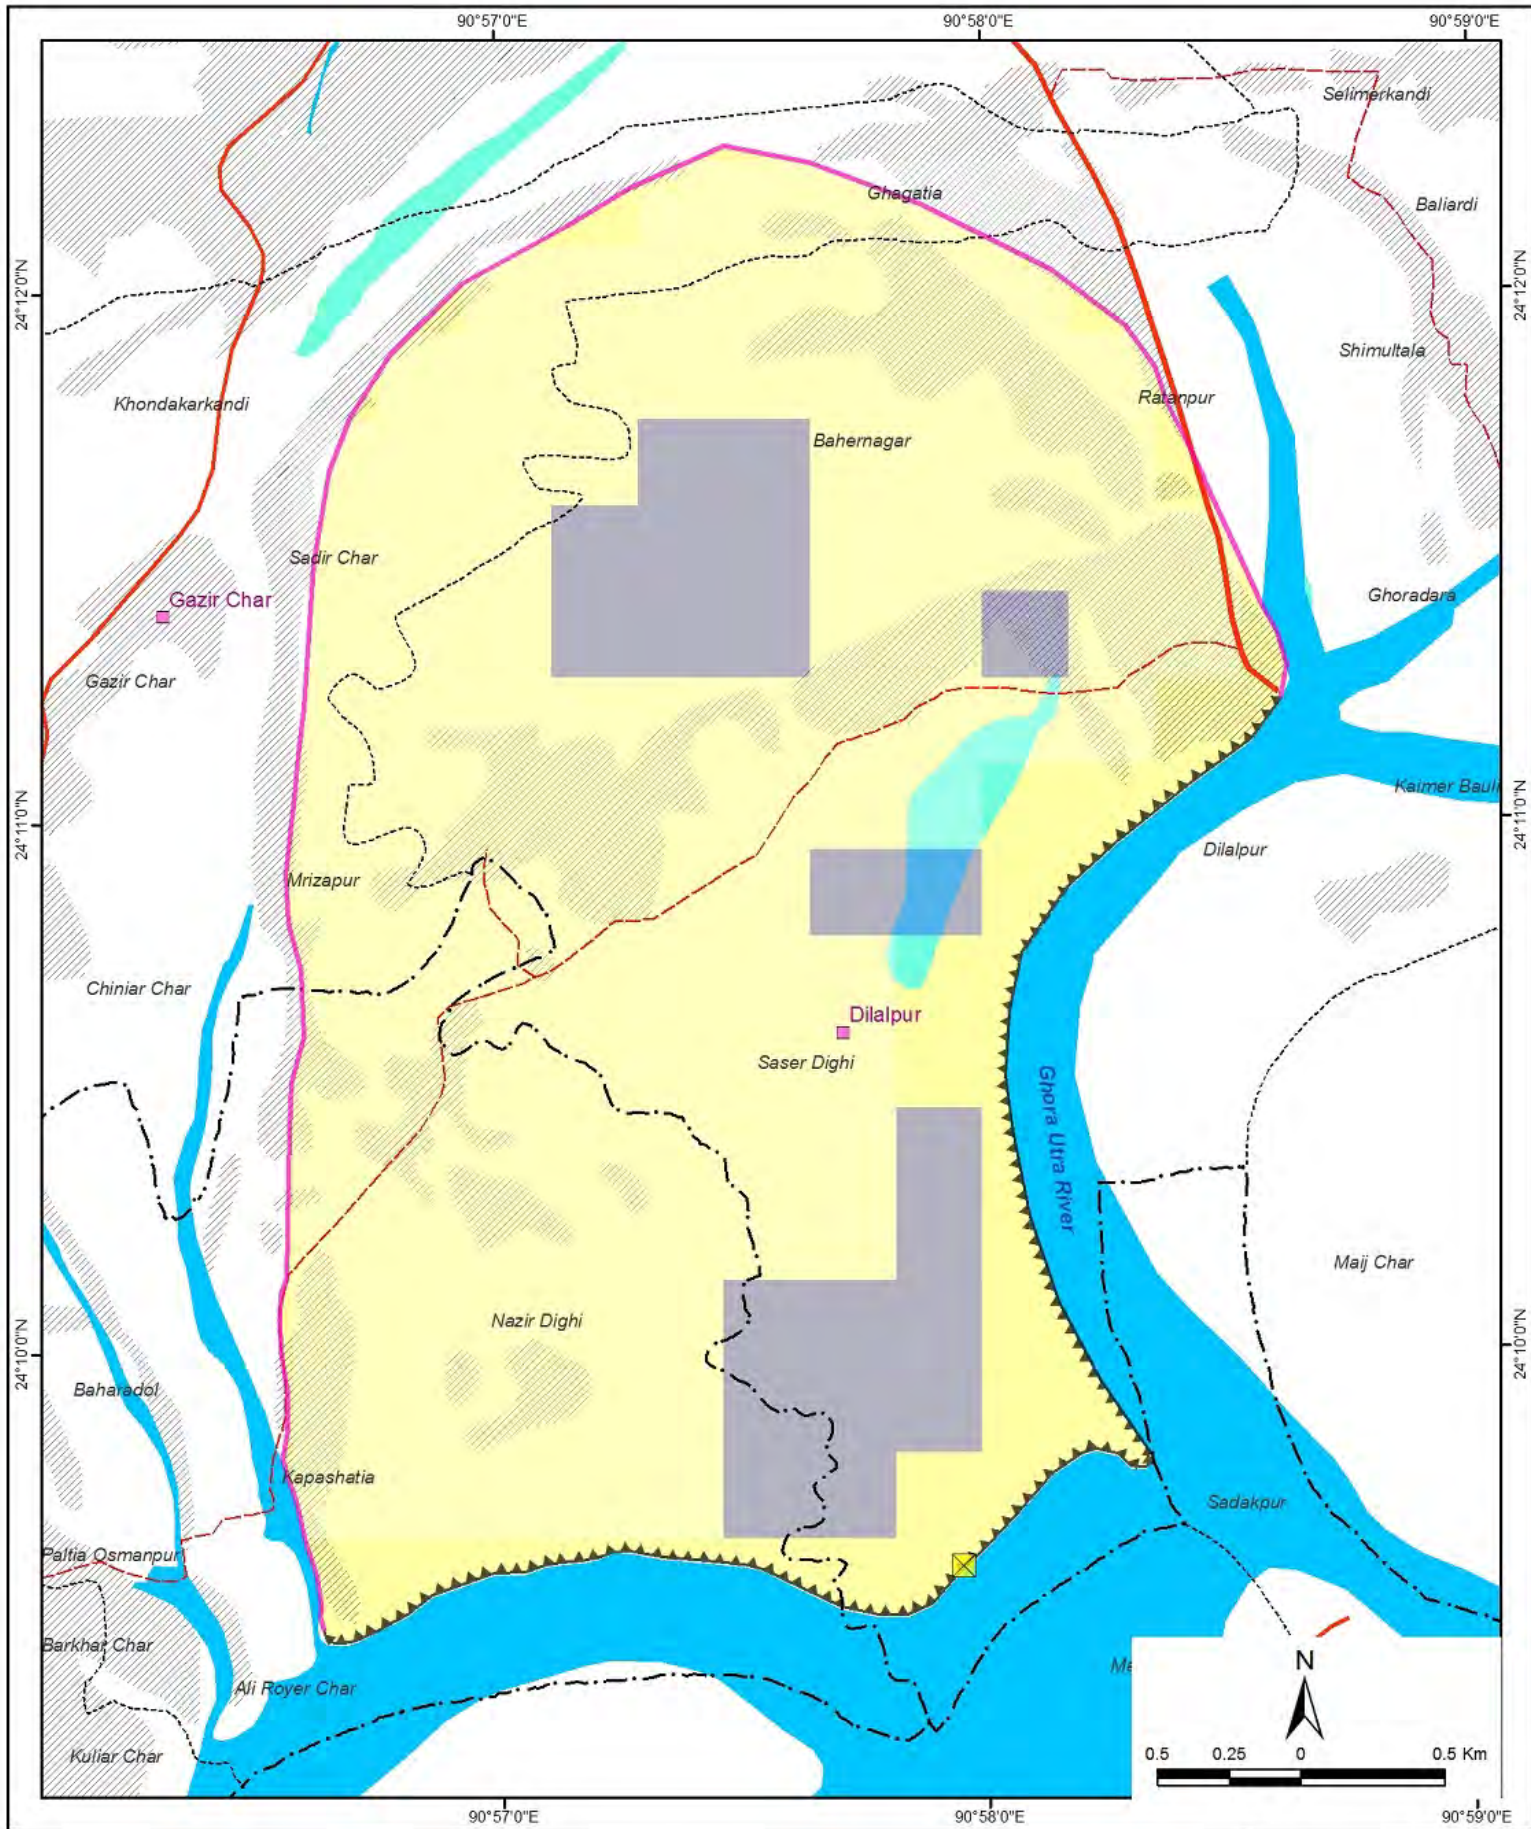 90°57'0"E
90°58'0"E
90°59'0"E
Selimerkandi
Ghagatia
Baliardi
24°12'0"N
24°12'0"N
Shimultala
Khondakarkandi
Ratanpur
Bahernagar
Sadir Char
Gazir Char
Ghoradara
Gazir Char
Kaimer Bauli
24°11'0"N
24°11'0"N
Dilalpur
Mrizapur
Chiniar Char
Dilalpur
Saser Dighi
Ghora Utra River
Maij Char
Nazir Dighi
24°10'0"N
24°10'0"N
Baharadol
Kapashatia
Sadakpur
Paltia Osmanpur
Barkhar Char
Me
N
Ali Royer Char
Kuliar Char
0.5 0.25 0 0.5 Km
90°57'0"E
90°58'0"E
90°59'0"E